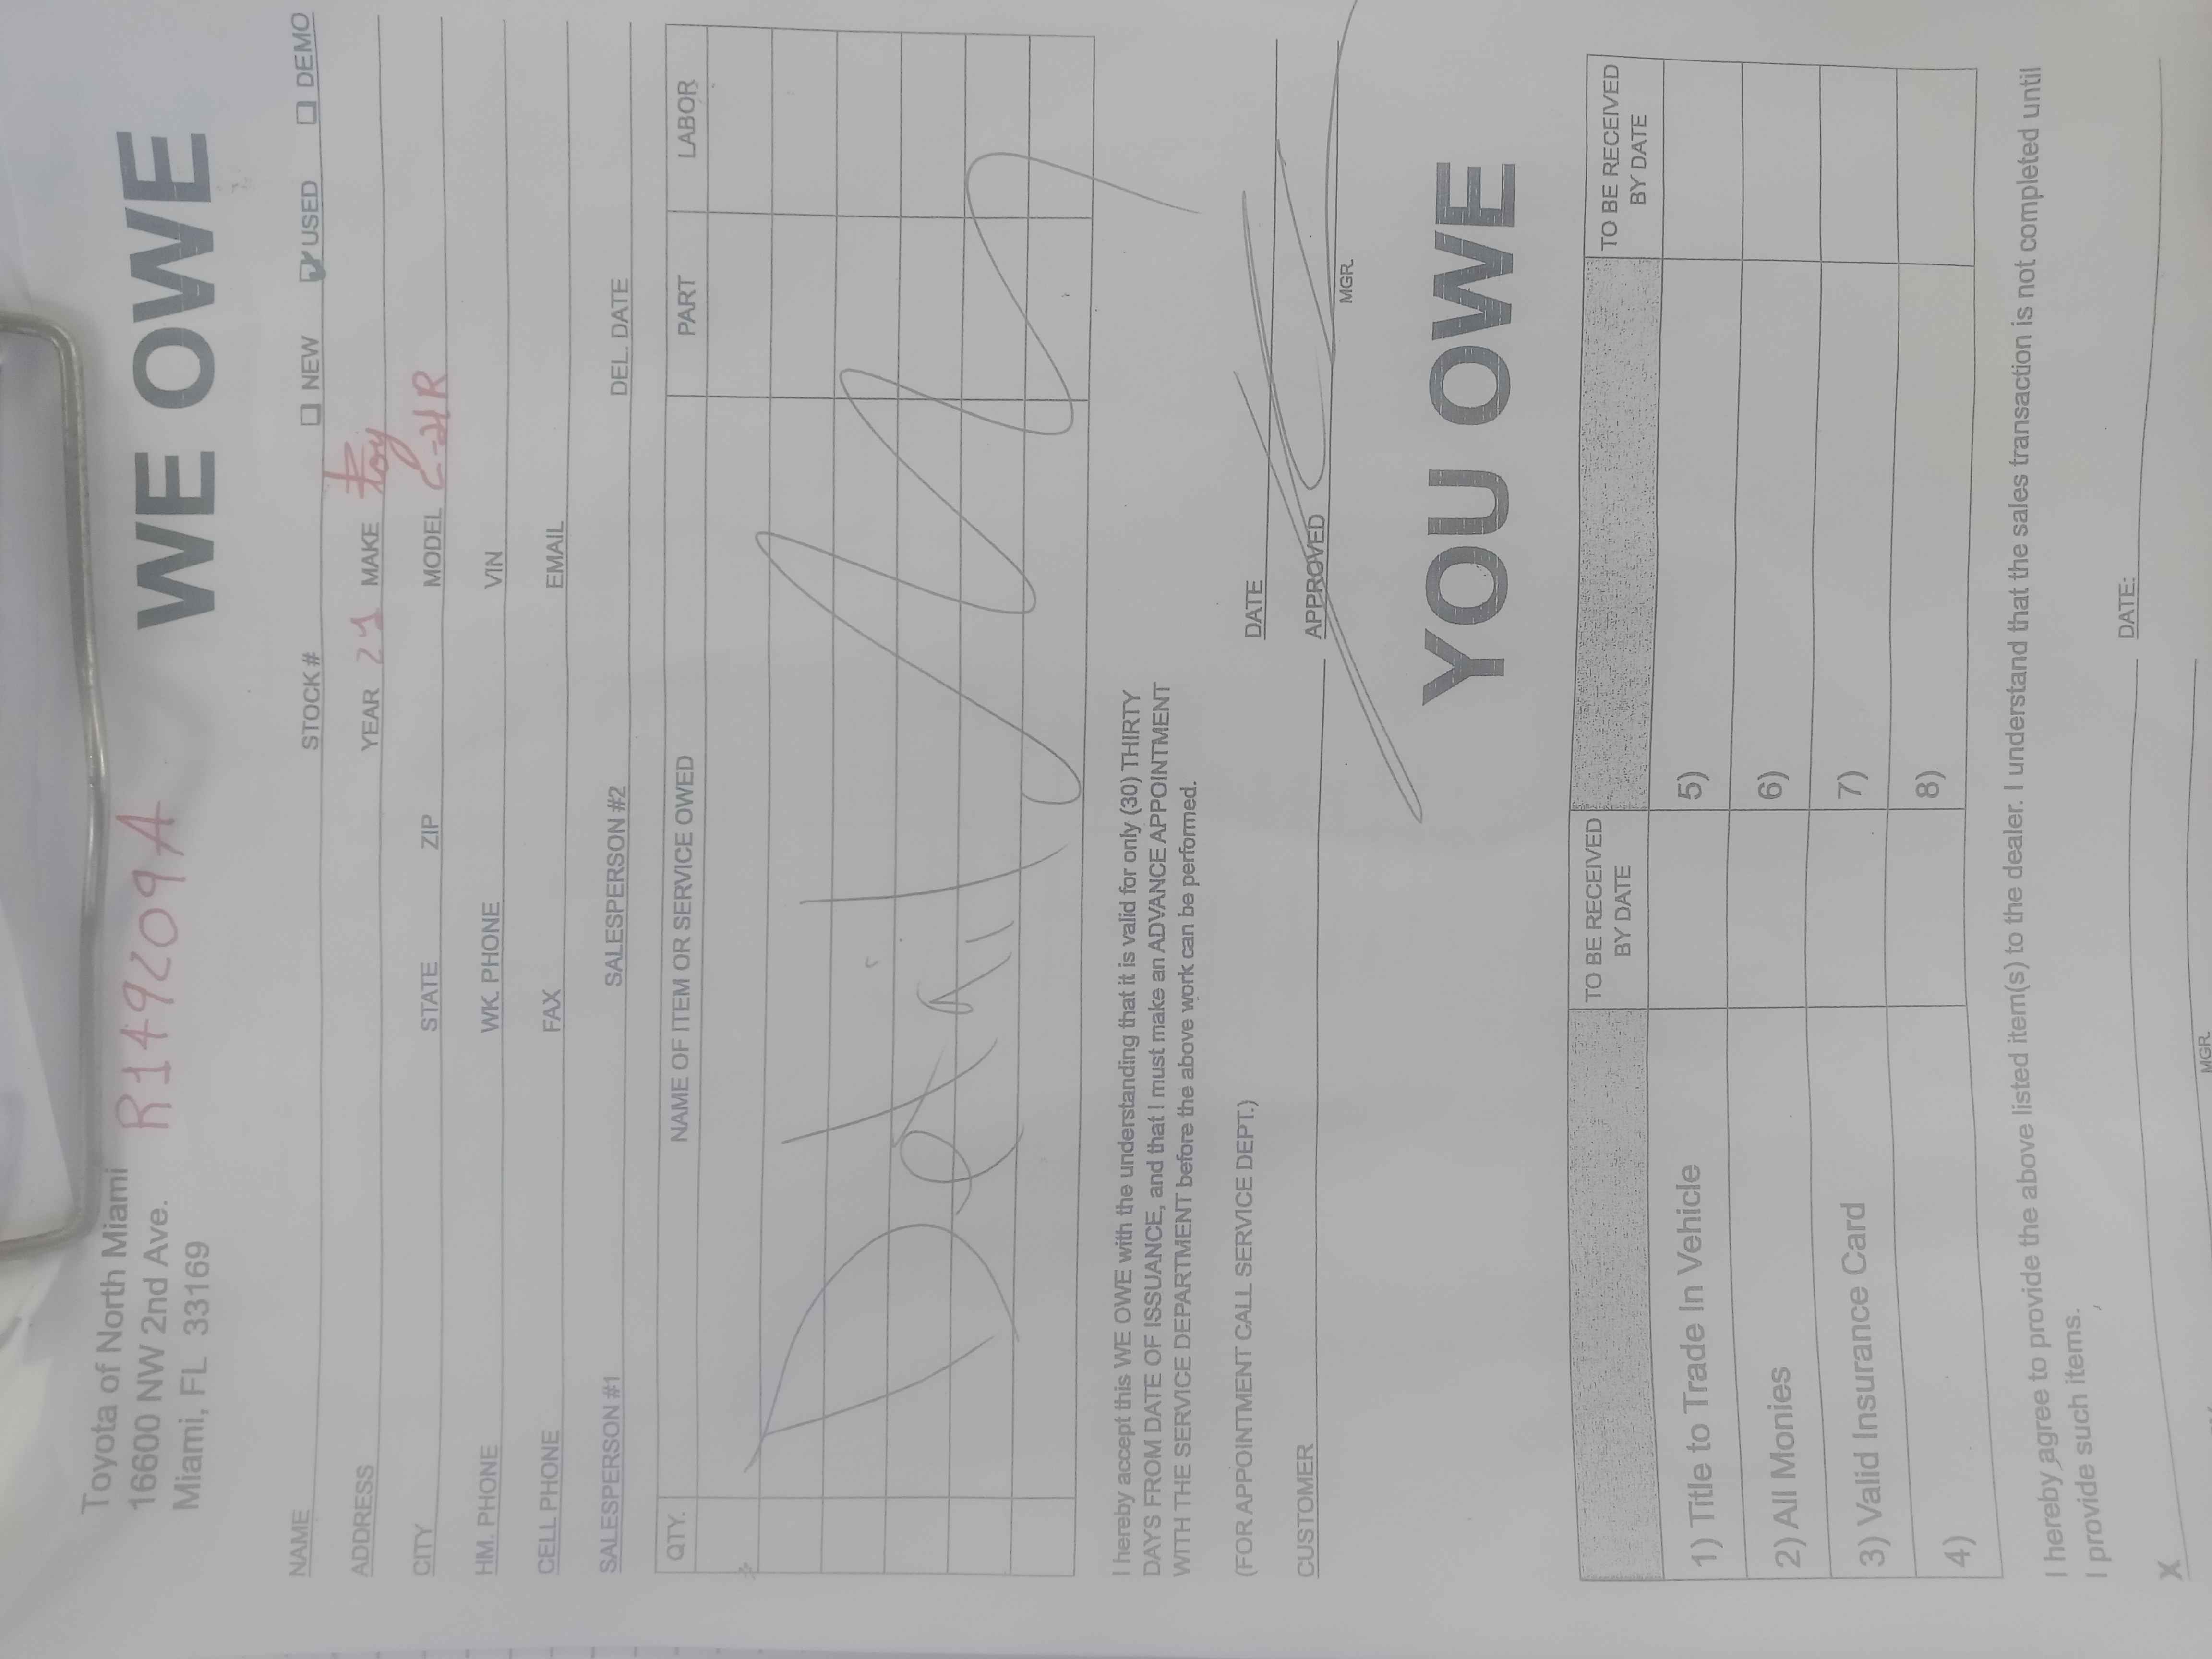 Toyota of North Miami R149209A
16600 NW 2nd Ave.
Miami, FL 33169
WE OWE
NAME STOCK # ☐ NEW ☑ USED ☐ DEMO
ADDRESS YEAR 21 MAKE toy
CITY STATE ZIP MODEL C-HR
HM. PHONE WK. PHONE VIN
CELL PHONE FAX EMAIL
SALESPERSON #1 SALESPERSON #2 DEL. DATE
QTY. NAME OF ITEM OR SERVICE OWED PART LABOR
Detail
I hereby accept this WE OWE with the understanding that it is valid for only (30) THIRTY
DAYS FROM DATE OF ISSUANCE, and that I must make an ADVANCE APPOINTMENT
WITH THE SERVICE DEPARTMENT before the above work can be performed.
(FOR APPOINTMENT CALL SERVICE DEPT.) DATE
CUSTOMER APPROVED
MGR.
YOU OWE
TO BE RECEIVED BY DATE TO BE RECEIVED BY DATE
1) Title to Trade In Vehicle 5)
2) All Monies 6)
3) Valid Insurance Card 7)
4) 8)
I hereby agree to provide the above listed item(s) to the dealer. I understand that the sales transaction is not completed until
I provide such items.
X DATE:
MGR.